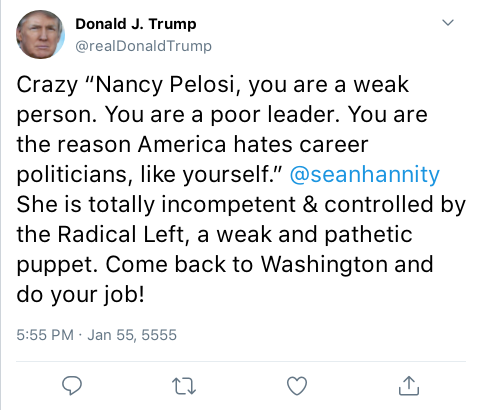 Donald J. Trump
@realDonaldTrump
Crazy “Nancy Pelosi, you are a weak
person. You are a poor leader. You are
the reason America hates career
politicians, like yourself.” @seanhannity
She is totally incompetent & controlled by
the Radical Left, a weak and pathetic
puppet. Come back to Washington and
do your job!
5:55 PM · Jan 55, 5555